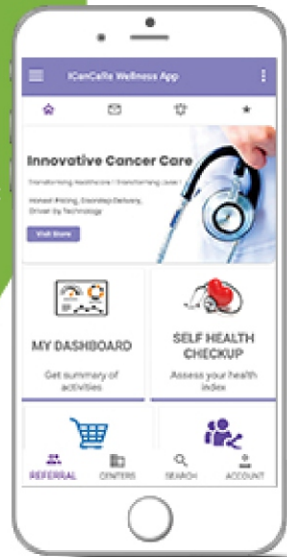 ICanCaRe Wellness App
Innovative Cancer Care
Transforming Healthcare | Transforming Lives |
Honest Pricing, Doorstep Delivery,
Driven by Technology
Visit Store
MY DASHBOARD
Get summary of
activities
SELF HEALTH
CHECKUP
Assess your health
index
REFERRAL
CENTERS
SEARCH
ACCOUNT